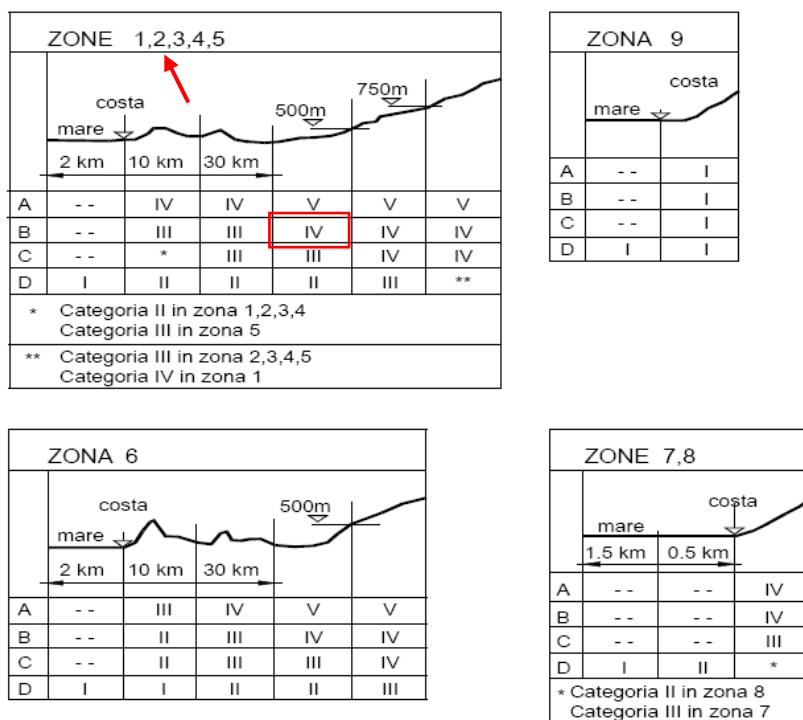 ZONE 1,2,3,4,5
costa
mare
500m
750m
2 km 10 km 30 km
A - - IV IV V V V
B - - III III IV IV IV
C - - * III III IV IV
D I II II II III **
* Categoria II in zona 1,2,3,4
Categoria III in zona 5
** Categoria III in zona 2,3,4,5
Categoria IV in zona 1
ZONA 9
costa
mare
A - - I
B - - I
C - - I
D I I
ZONA 6
costa
mare
500m
2 km 10 km 30 km
A - - III IV V V
B - - II III IV IV
C - - II III III IV
D I I II II III
ZONE 7,8
costa
mare
1.5 km 0.5 km
A - - - - IV
B - - - - IV
C - - - - III
D I II *
* Categoria II in zona 8
Categoria III in zona 7